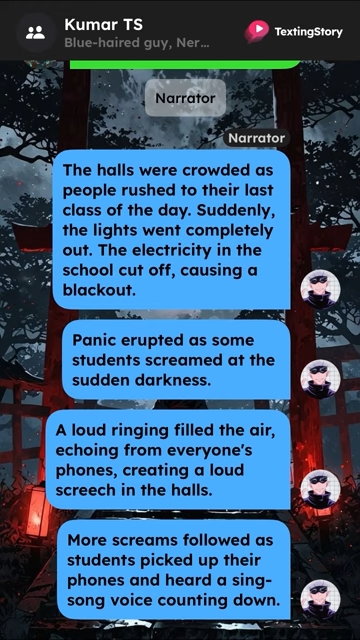 Kumar TS
Blue-haired guy, Ner...
TextingStory
Narrator
Narrator
The halls were crowded as
people rushed to their last
class of the day. Suddenly,
the lights went completely
out. The electricity in the
school cut off, causing a
blackout.
Panic erupted as some
students screamed at the
sudden darkness.
A loud ringing filled the air,
echoing from everyone's
phones, creating a loud
screech in the halls.
More screams followed as
students picked up their
phones and heard a sing-
song voice counting down.